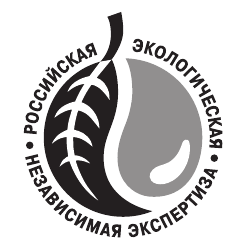 РОССИЙСКАЯ ЭКОЛОГИЧЕСКАЯ
• НЕЗАВИСИМАЯ ЭКСПЕРТИЗА •